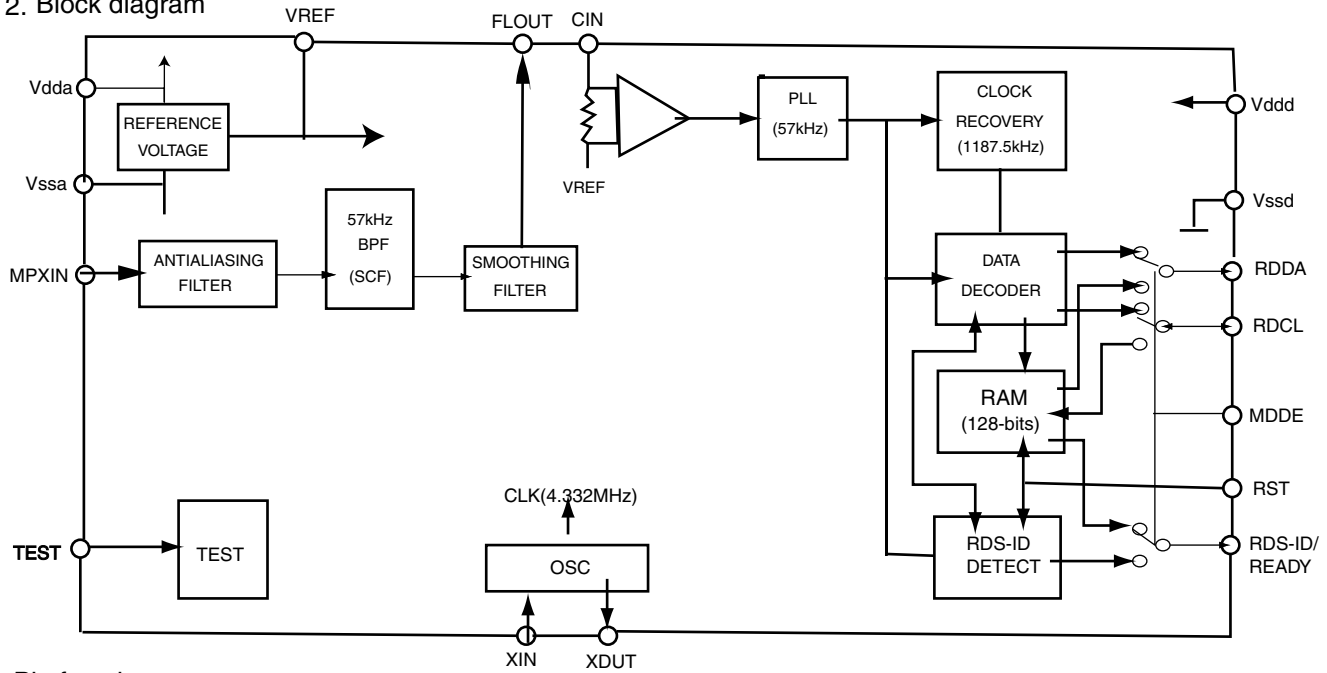 2. Block diagram
VREF
FLOUT
CIN
Vdda
REFERENCE
VOLTAGE
Vssa
VREF
PLL
(57kHz)
CLOCK
RECOVERY
(1187.5kHz)
Vddd
Vssd
MPXIN
ANTIALIASING
FILTER
57kHz
BPF
(SCF)
SMOOTHING
FILTER
DATA
DECODER
RDDA
RDCL
RAM
(128-bits)
MDDE
RST
CLK(4.332MHz)
TEST
TEST
OSC
RDS-ID
DETECT
RDS-ID/
READY
XIN
XDUT